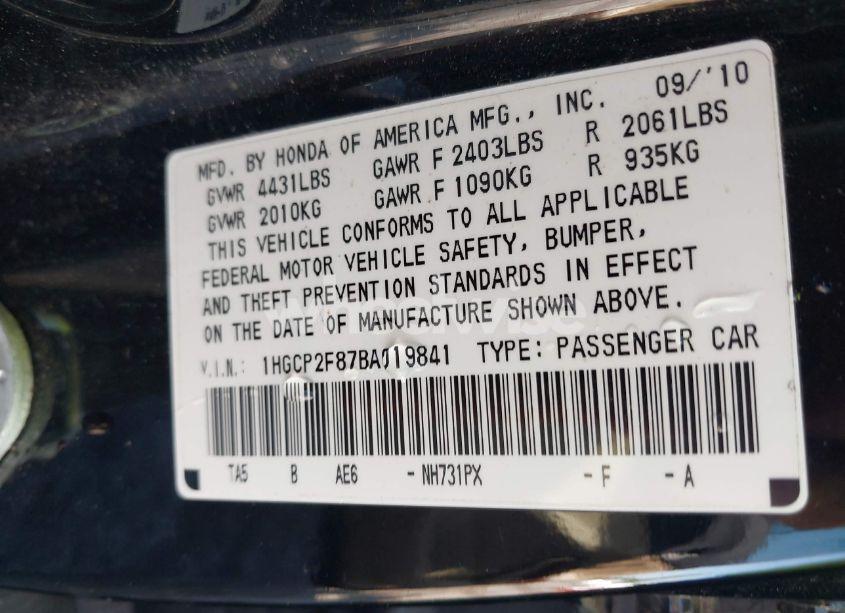 MFD. BY HONDA OF AMERICA MFG., INC. 09/'10
GVWR 4431LBS GAWR F 2403LBS R 2061LBS
GVWR 2010KG GAWR F 1090KG R 935KG
THIS VEHICLE CONFORMS TO ALL APPLICABLE
FEDERAL MOTOR VEHICLE SAFETY, BUMPER,
AND THEFT PREVENTION STANDARDS IN EFFECT
ON THE DATE OF MANUFACTURE SHOWN ABOVE.
V.I.N.: 1HGCP2F87BA019841 TYPE: PASSENGER CAR
TA5 B AE6 - NH731PX - F - A